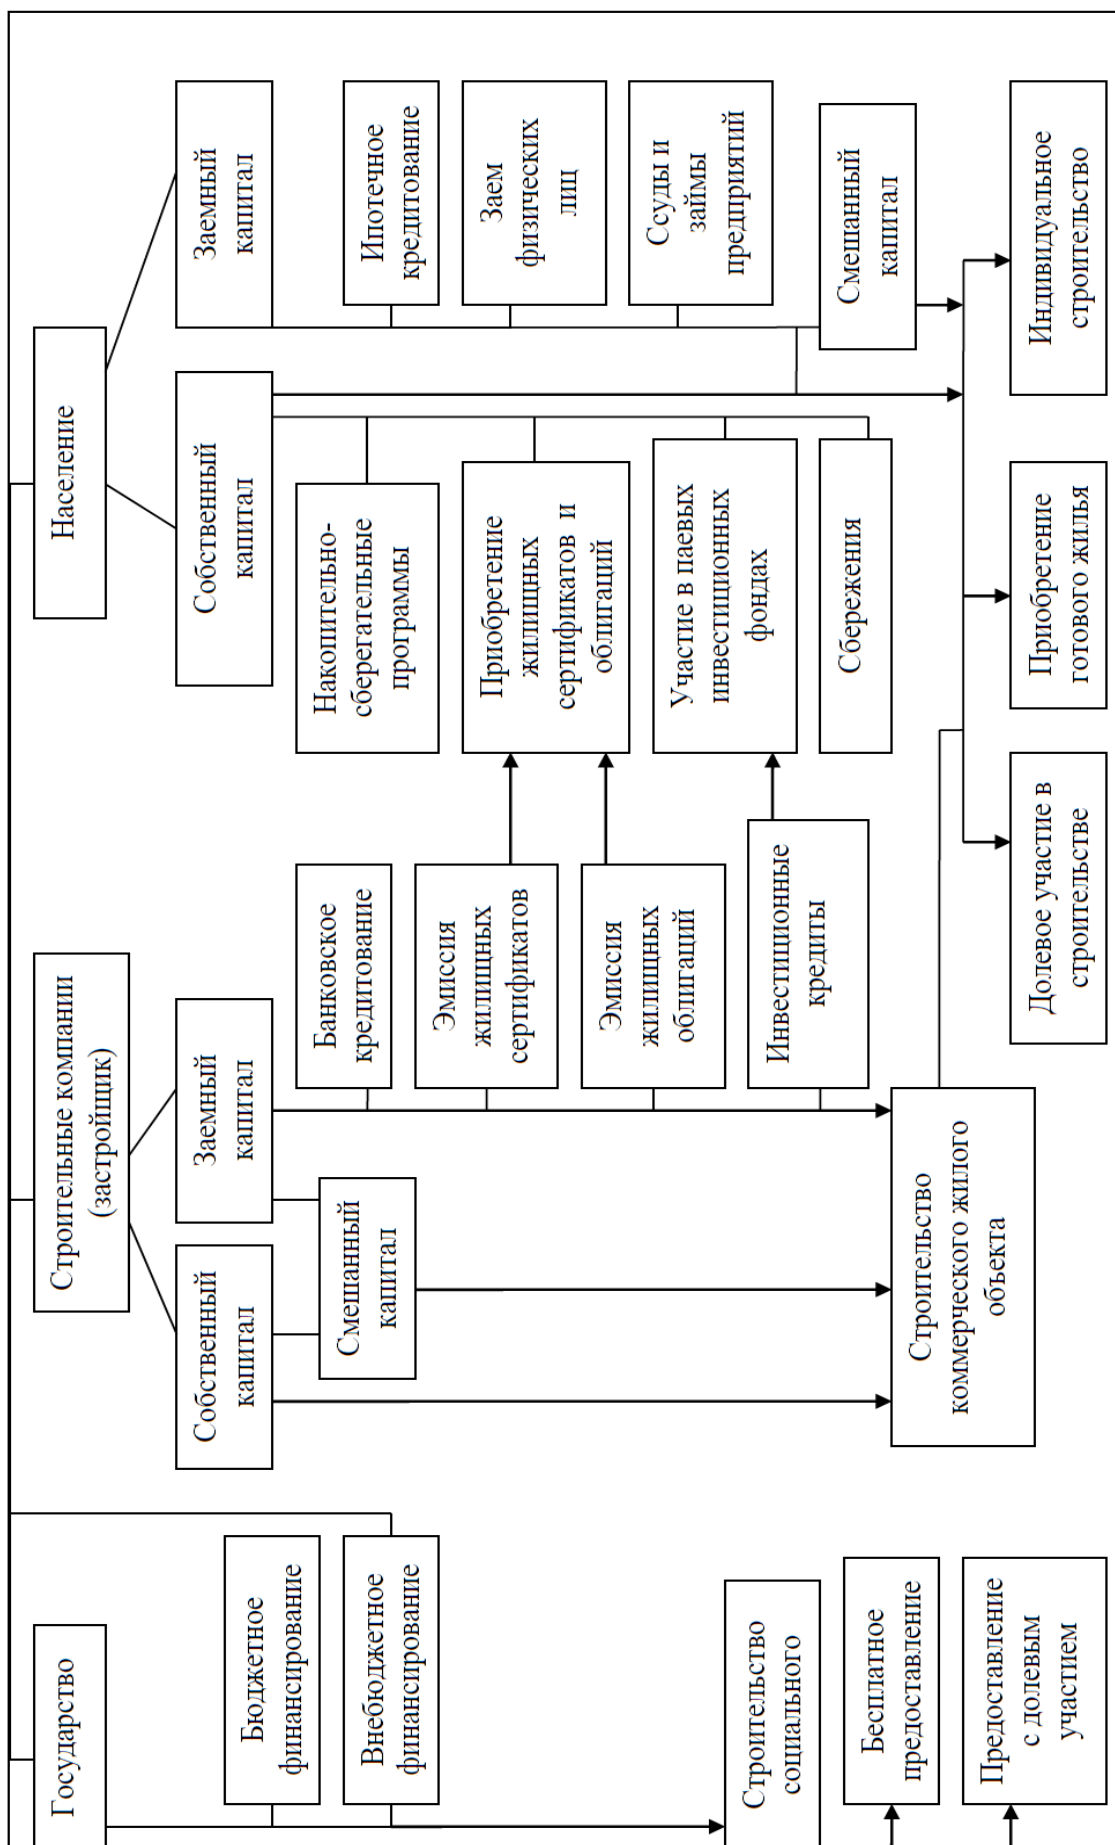 Государство
Бюджетное
финансирование
Внебюджетное
финансирование
Строительство
социального
Бесплатное
предоставление
Предоставление
с долевым
участием
Строительные компании
(застройщик)
Собственный
капитал
Заемный
капитал
Смешанный
капитал
Банковское
кредитование
Эмиссия
жилищных
сертификатов
Эмиссия
жилищных
облигаций
Инвестиционные
кредиты
Строительство
коммерческого жилого
объекта
Население
Собственный
капитал
Заемный
капитал
Накопительно-
сберегательные
программы
Приобретение
жилищных
сертификатов и
облигаций
Участие в паевых
инвестиционных
фондах
Сбережения
Ипотечное
кредитование
Заем
физических
лиц
Ссуды и
займы
предприятий
Смешанный
капитал
Долевое участие в
строительстве
Приобретение
готового жилья
Индивидуальное
строительство